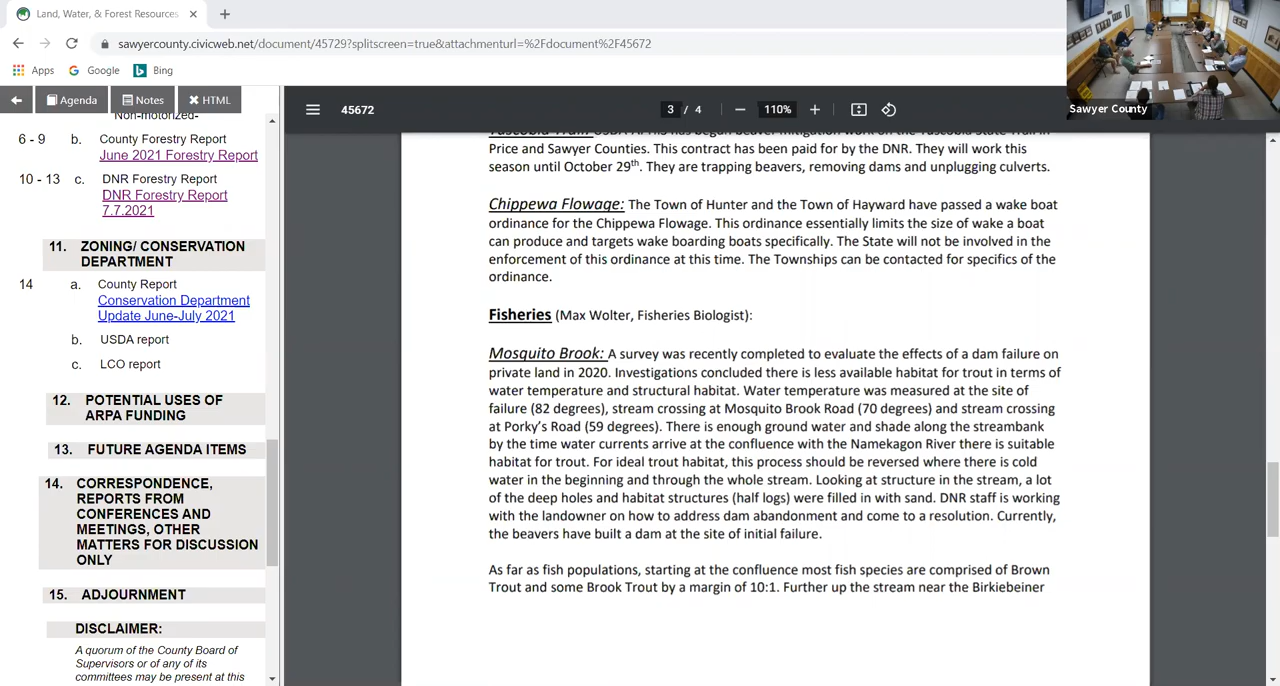 Land, Water, & Forest Resources
sawyercounty.civicweb.net/document/45729?splitscreen=true&attachmenturl=%2Fdocument%2F45672
Apps Google Bing
Agenda Notes HTML
45672
3 / 4
110%
Sawyer County
Non-motorized-
6 - 9 b. County Forestry Report
June 2021 Forestry Report
10 - 13 c. DNR Forestry Report
DNR Forestry Report
7.7.2021
11. ZONING/ CONSERVATION
DEPARTMENT
14 a. County Report
Conservation Department
Update June-July 2021
b. USDA report
c. LCO report
12. POTENTIAL USES OF
ARPA FUNDING
13. FUTURE AGENDA ITEMS
14. CORRESPONDENCE,
REPORTS FROM
CONFERENCES AND
MEETINGS, OTHER
MATTERS FOR DISCUSSION
ONLY
15. ADJOURNMENT
DISCLAIMER:
A quorum of the County Board of
Supervisors or of any of its
committees may be present at this
Price and Sawyer Counties. This contract has been paid for by the DNR. They will work this
season until October 29th. They are trapping beavers, removing dams and unplugging culverts.
Chippewa Flowage: The Town of Hunter and the Town of Hayward have passed a wake boat
ordinance for the Chippewa Flowage. This ordinance essentially limits the size of wake a boat
can produce and targets wake boarding boats specifically. The State will not be involved in the
enforcement of this ordinance at this time. The Townships can be contacted for specifics of the
ordinance.
Fisheries (Max Wolter, Fisheries Biologist):
Mosquito Brook: A survey was recently completed to evaluate the effects of a dam failure on
private land in 2020. Investigations concluded there is less available habitat for trout in terms of
water temperature and structural habitat. Water temperature was measured at the site of
failure (82 degrees), stream crossing at Mosquito Brook Road (70 degrees) and stream crossing
at Porky's Road (59 degrees). There is enough ground water and shade along the streambank
by the time water currents arrive at the confluence with the Namekagon River there is suitable
habitat for trout. For ideal trout habitat, this process should be reversed where there is cold
water in the beginning and through the whole stream. Looking at structure in the stream, a lot
of the deep holes and habitat structures (half logs) were filled in with sand. DNR staff is working
with the landowner on how to address dam abandonment and come to a resolution. Currently,
the beavers have built a dam at the site of initial failure.
As far as fish populations, starting at the confluence most fish species are comprised of Brown
Trout and some Brook Trout by a margin of 10:1. Further up the stream near the Birkiebeiner